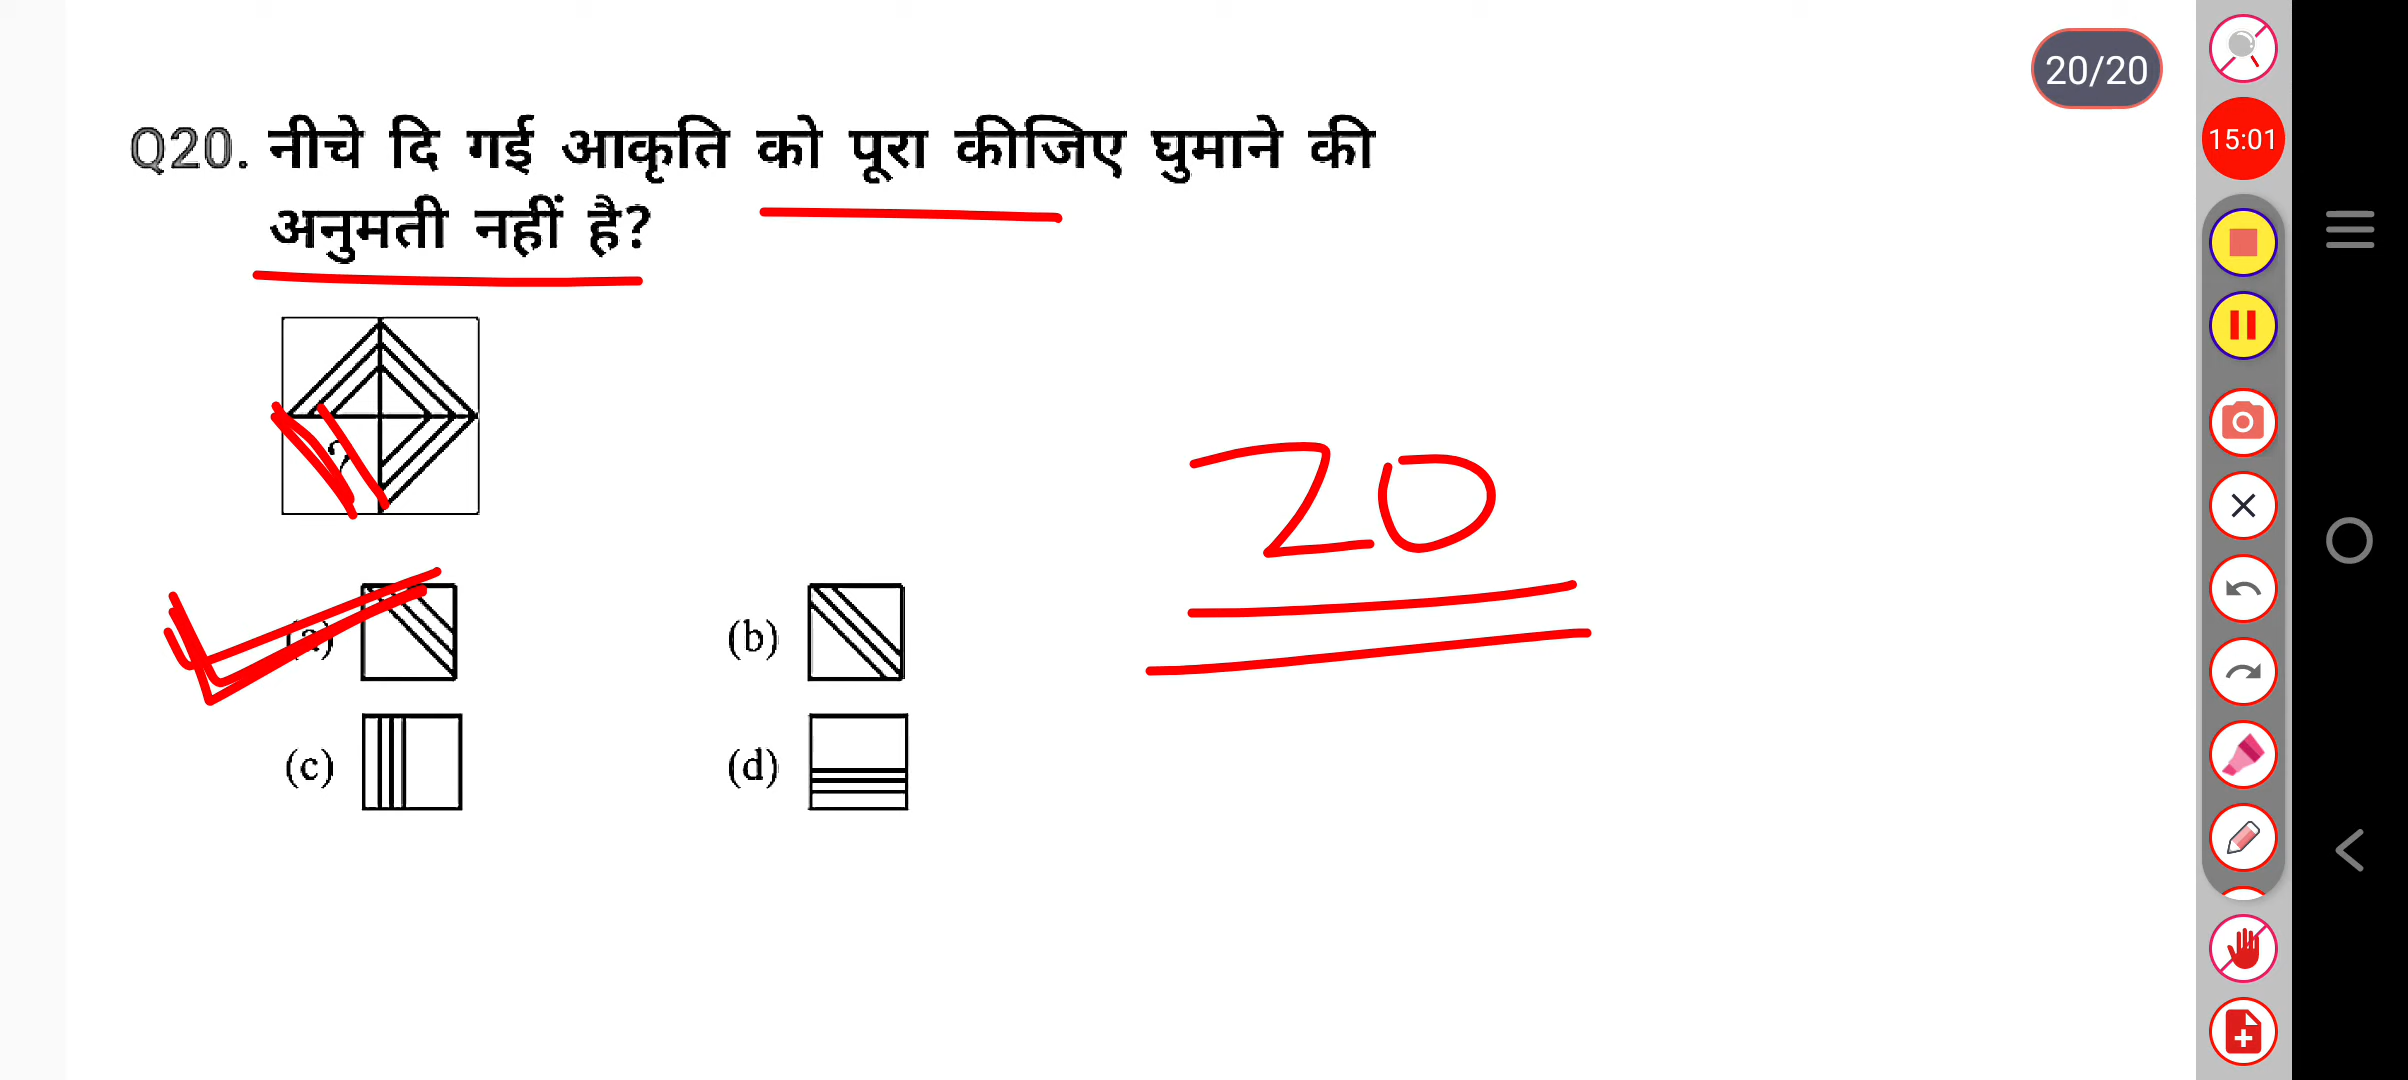 20/20
15:01
Q20. नीचे दि गई आकृति को पूरा कीजिए घुमाने की
अनुमती नहीं है?
?
20
(a)
(b)
(c)
(d)